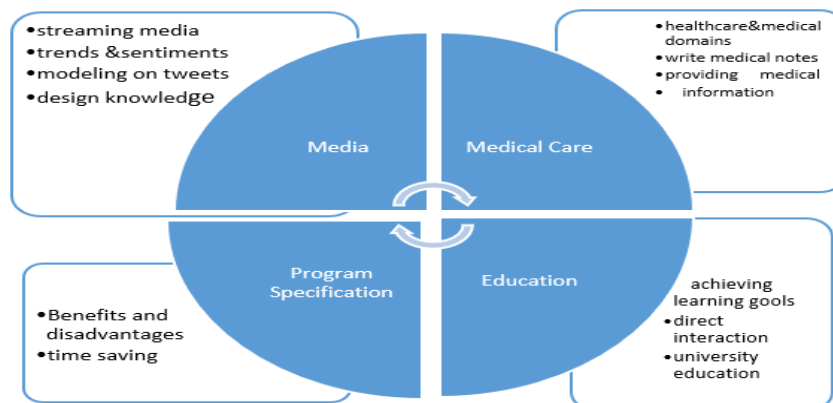 •streaming media
•trends &sentiments
•modeling on tweets
•design knowledge
•healthcare&medical
domains
•write medical notes
•providing medical
• information
Media
Medical Care
Program
Specification
Education
•Benefits and
disadvantages
•time saving
achieving
learning goals
•direct
interaction
•university
education